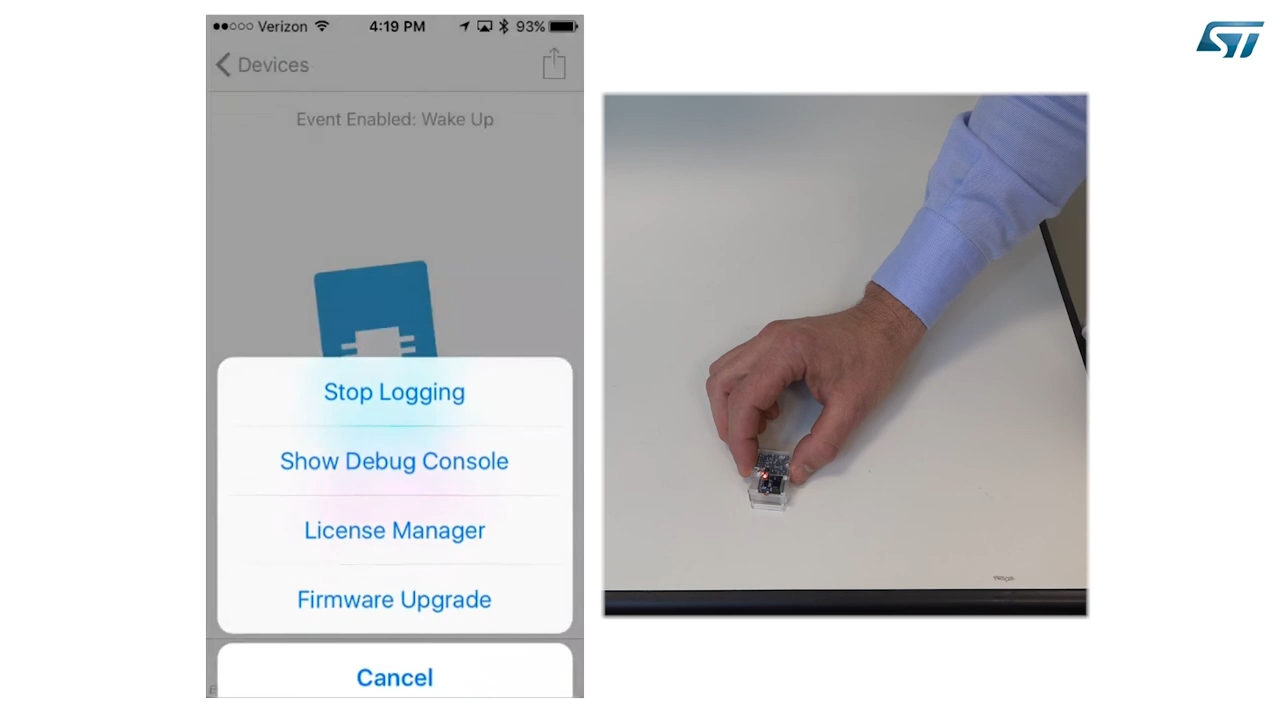 Verizon 4:19 PM 93%
Devices
Event Enabled: Wake Up
Stop Logging
Show Debug Console
License Manager
Firmware Upgrade
Cancel
ST